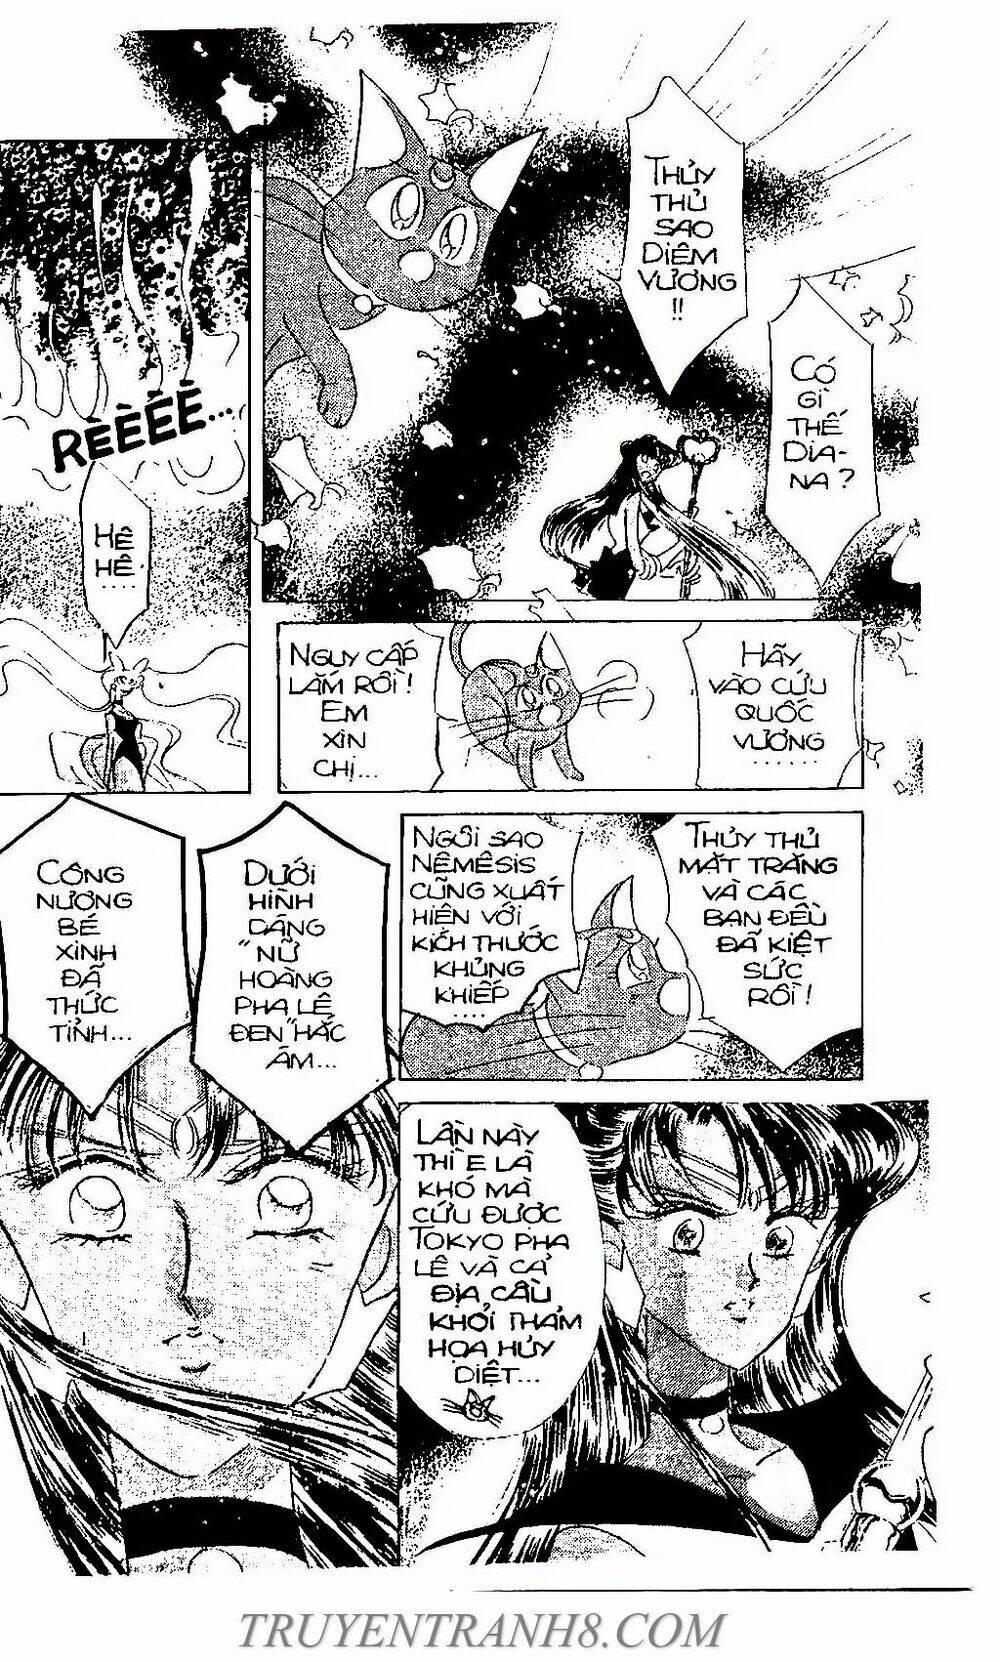 THỦY
THỦ
SAO
DIÊM
VƯƠNG
!!
CÓ
GÌ
THẾ
DIA-
NA?
RÈÈÈÈ...
HÊ
HÊ
.....
HÃY
VÀO CỨU
QUỐC
VƯƠNG
......
NGUY CẤP
LẮM RỒI!
EM
XIN
CHỊ...
THỦY THỦ
MẶT TRĂNG
VÀ CÁC
BẠN ĐỀU
ĐÃ KIỆT
SỨC
RỒI!
NGÔI SAO
NÊMÊSIS
CŨNG XUẤT
HIỆN VỚI
KÍCH THƯỚC
KHỦNG
KHIẾP
.....
DƯỚI
HÌNH
DÁNG
"NỮ
HOÀNG
PHA LÊ
ĐEN" HẮC
ÁM...
CÔNG
NƯƠNG
BÉ
XINH
ĐÃ
THỨC
TỈNH...
LẦN NÀY
THÌ E LÀ
KHÓ MÀ
CỨU ĐƯỢC
TOKYO PHA
LÊ VÀ CẢ
ĐỊA CẦU
KHỎI THẢM
HỌA HỦY
DIỆT...
TRUYENTRANH8.COM